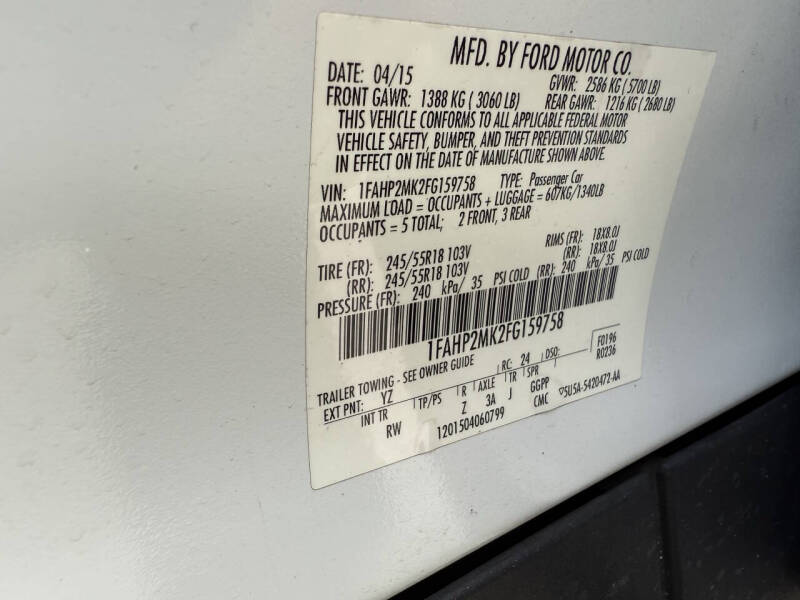 MFD. BY FORD MOTOR CO.
DATE: 04/15 GVWR: 2586 KG ( 5700 LB)
FRONT GAWR: 1388 KG ( 3060 LB) REAR GAWR: 1216 KG ( 2680 LB)
THIS VEHICLE CONFORMS TO ALL APPLICABLE FEDERAL MOTOR
VEHICLE SAFETY, BUMPER, AND THEFT PREVENTION STANDARDS
IN EFFECT ON THE DATE OF MANUFACTURE SHOWN ABOVE.
VIN: 1FAHP2MK2FG159758 TYPE: Passenger Car
MAXIMUM LOAD = OCCUPANTS + LUGGAGE = 607KG/1340LB
OCCUPANTS = 5 TOTAL; 2 FRONT, 3 REAR
TIRE (FR): 245/55R18 103V RIMS (FR): 18X8.0J
(RR): 245/55R18 103V (RR): 18X8.0J
PRESSURE (FR): 240 kPa/ 35 PSI COLD (RR): 240 kPa/ 35 PSI COLD
1FAHP2MK2FG159758
TRAILER TOWING - SEE OWNER GUIDE RC: 24 DSO: F0196
EXT PNT: YZ R0236
INT TR TP/PS R AXLE TR SPR
RW Z 3A J GGPP
1201504060799 CMC 5U5A-5420472-AA